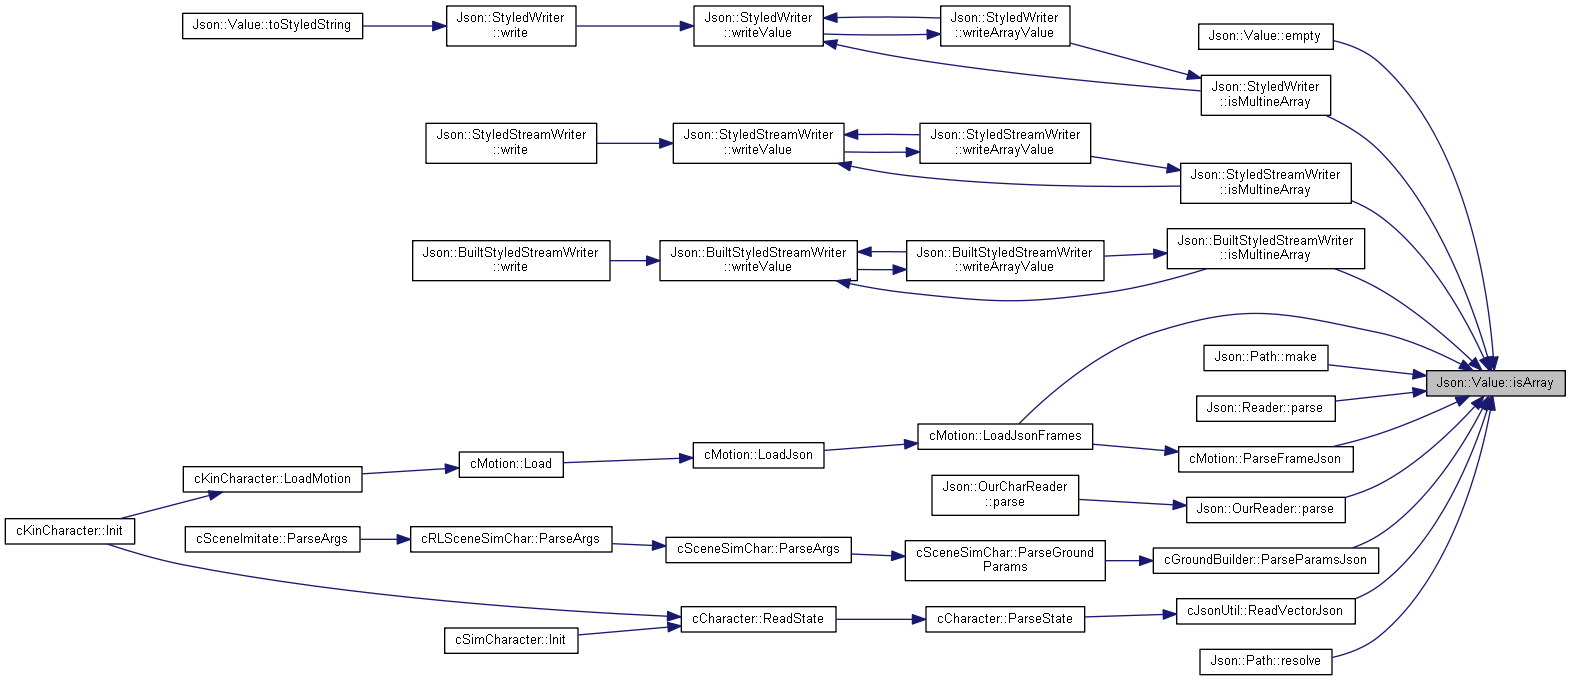 Json::Value::toStyledString
Json::StyledWriter
::write
Json::StyledWriter
::writeValue
Json::StyledWriter
::writeArrayValue
Json::Value::empty
Json::StyledWriter
::isMultineArray
Json::StyledStreamWriter
::write
Json::StyledStreamWriter
::writeValue
Json::StyledStreamWriter
::writeArrayValue
Json::StyledStreamWriter
::isMultineArray
Json::BuiltStyledStreamWriter
::write
Json::BuiltStyledStreamWriter
::writeValue
Json::BuiltStyledStreamWriter
::writeArrayValue
Json::BuiltStyledStreamWriter
::isMultineArray
Json::Path::make
Json::Value::isArray
Json::Reader::parse
cMotion::LoadJsonFrames
cMotion::LoadJson
cMotion::Load
cMotion::ParseFrameJson
cKinCharacter::LoadMotion
Json::OurCharReader
::parse
Json::OurReader::parse
cKinCharacter::Init
cSceneImitate::ParseArgs
cRLSceneSimChar::ParseArgs
cSceneSimChar::ParseArgs
cSceneSimChar::ParseGround
Params
cGroundBuilder::ParseParamsJson
cJsonUtil::ReadVectorJson
cCharacter::ReadState
cCharacter::ParseState
cSimCharacter::Init
Json::Path::resolve